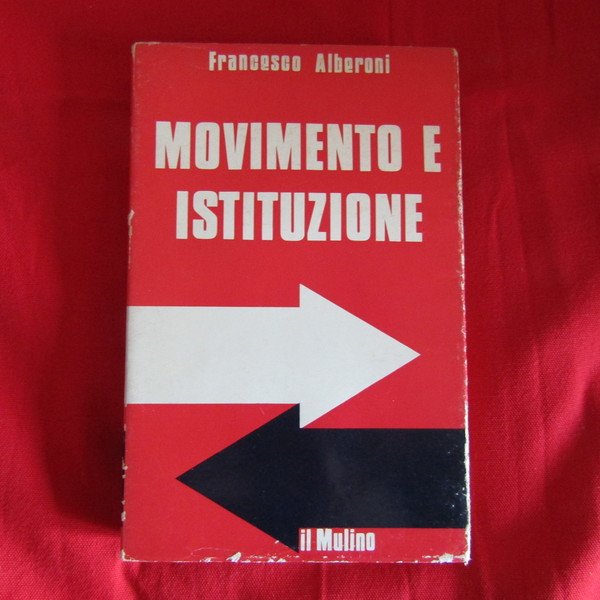 Francesco Alberoni
MOVIMENTO E
ISTITUZIONE
il Mulino